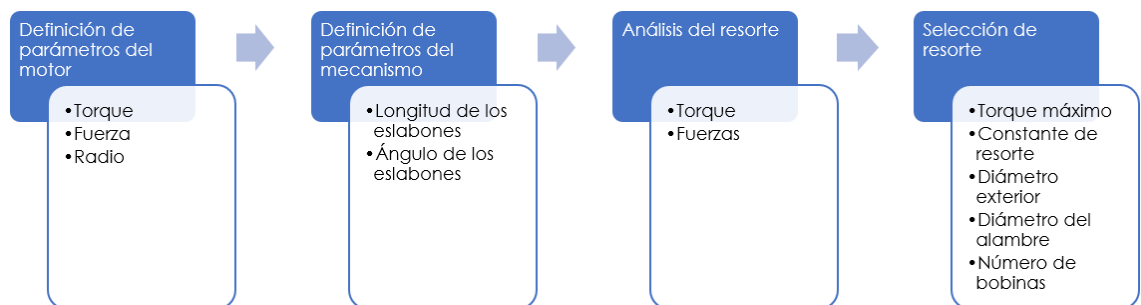 Definición de
parámetros del
motor
•Torque
•Fuerza
•Radio
Definición de
parámetros del
mecanismo
•Longitud de los
eslabones
•Ángulo de los
eslabones
Análisis del resorte
•Torque
•Fuerzas
Selección de
resorte
•Torque máximo
•Constante de
resorte
•Diámetro
exterior
•Diámetro del
alambre
•Número de
bobinas